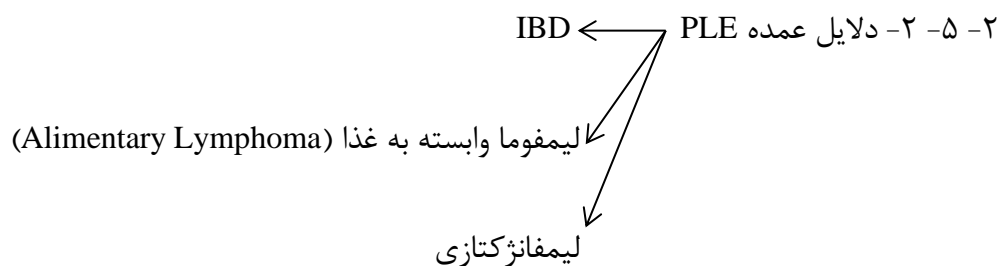 ۲- ۵- ۲- دلایل عمده PLE IBD
لیمفوما وابسته به غذا (Alimentary Lymphoma)
لیمفانژکتازی